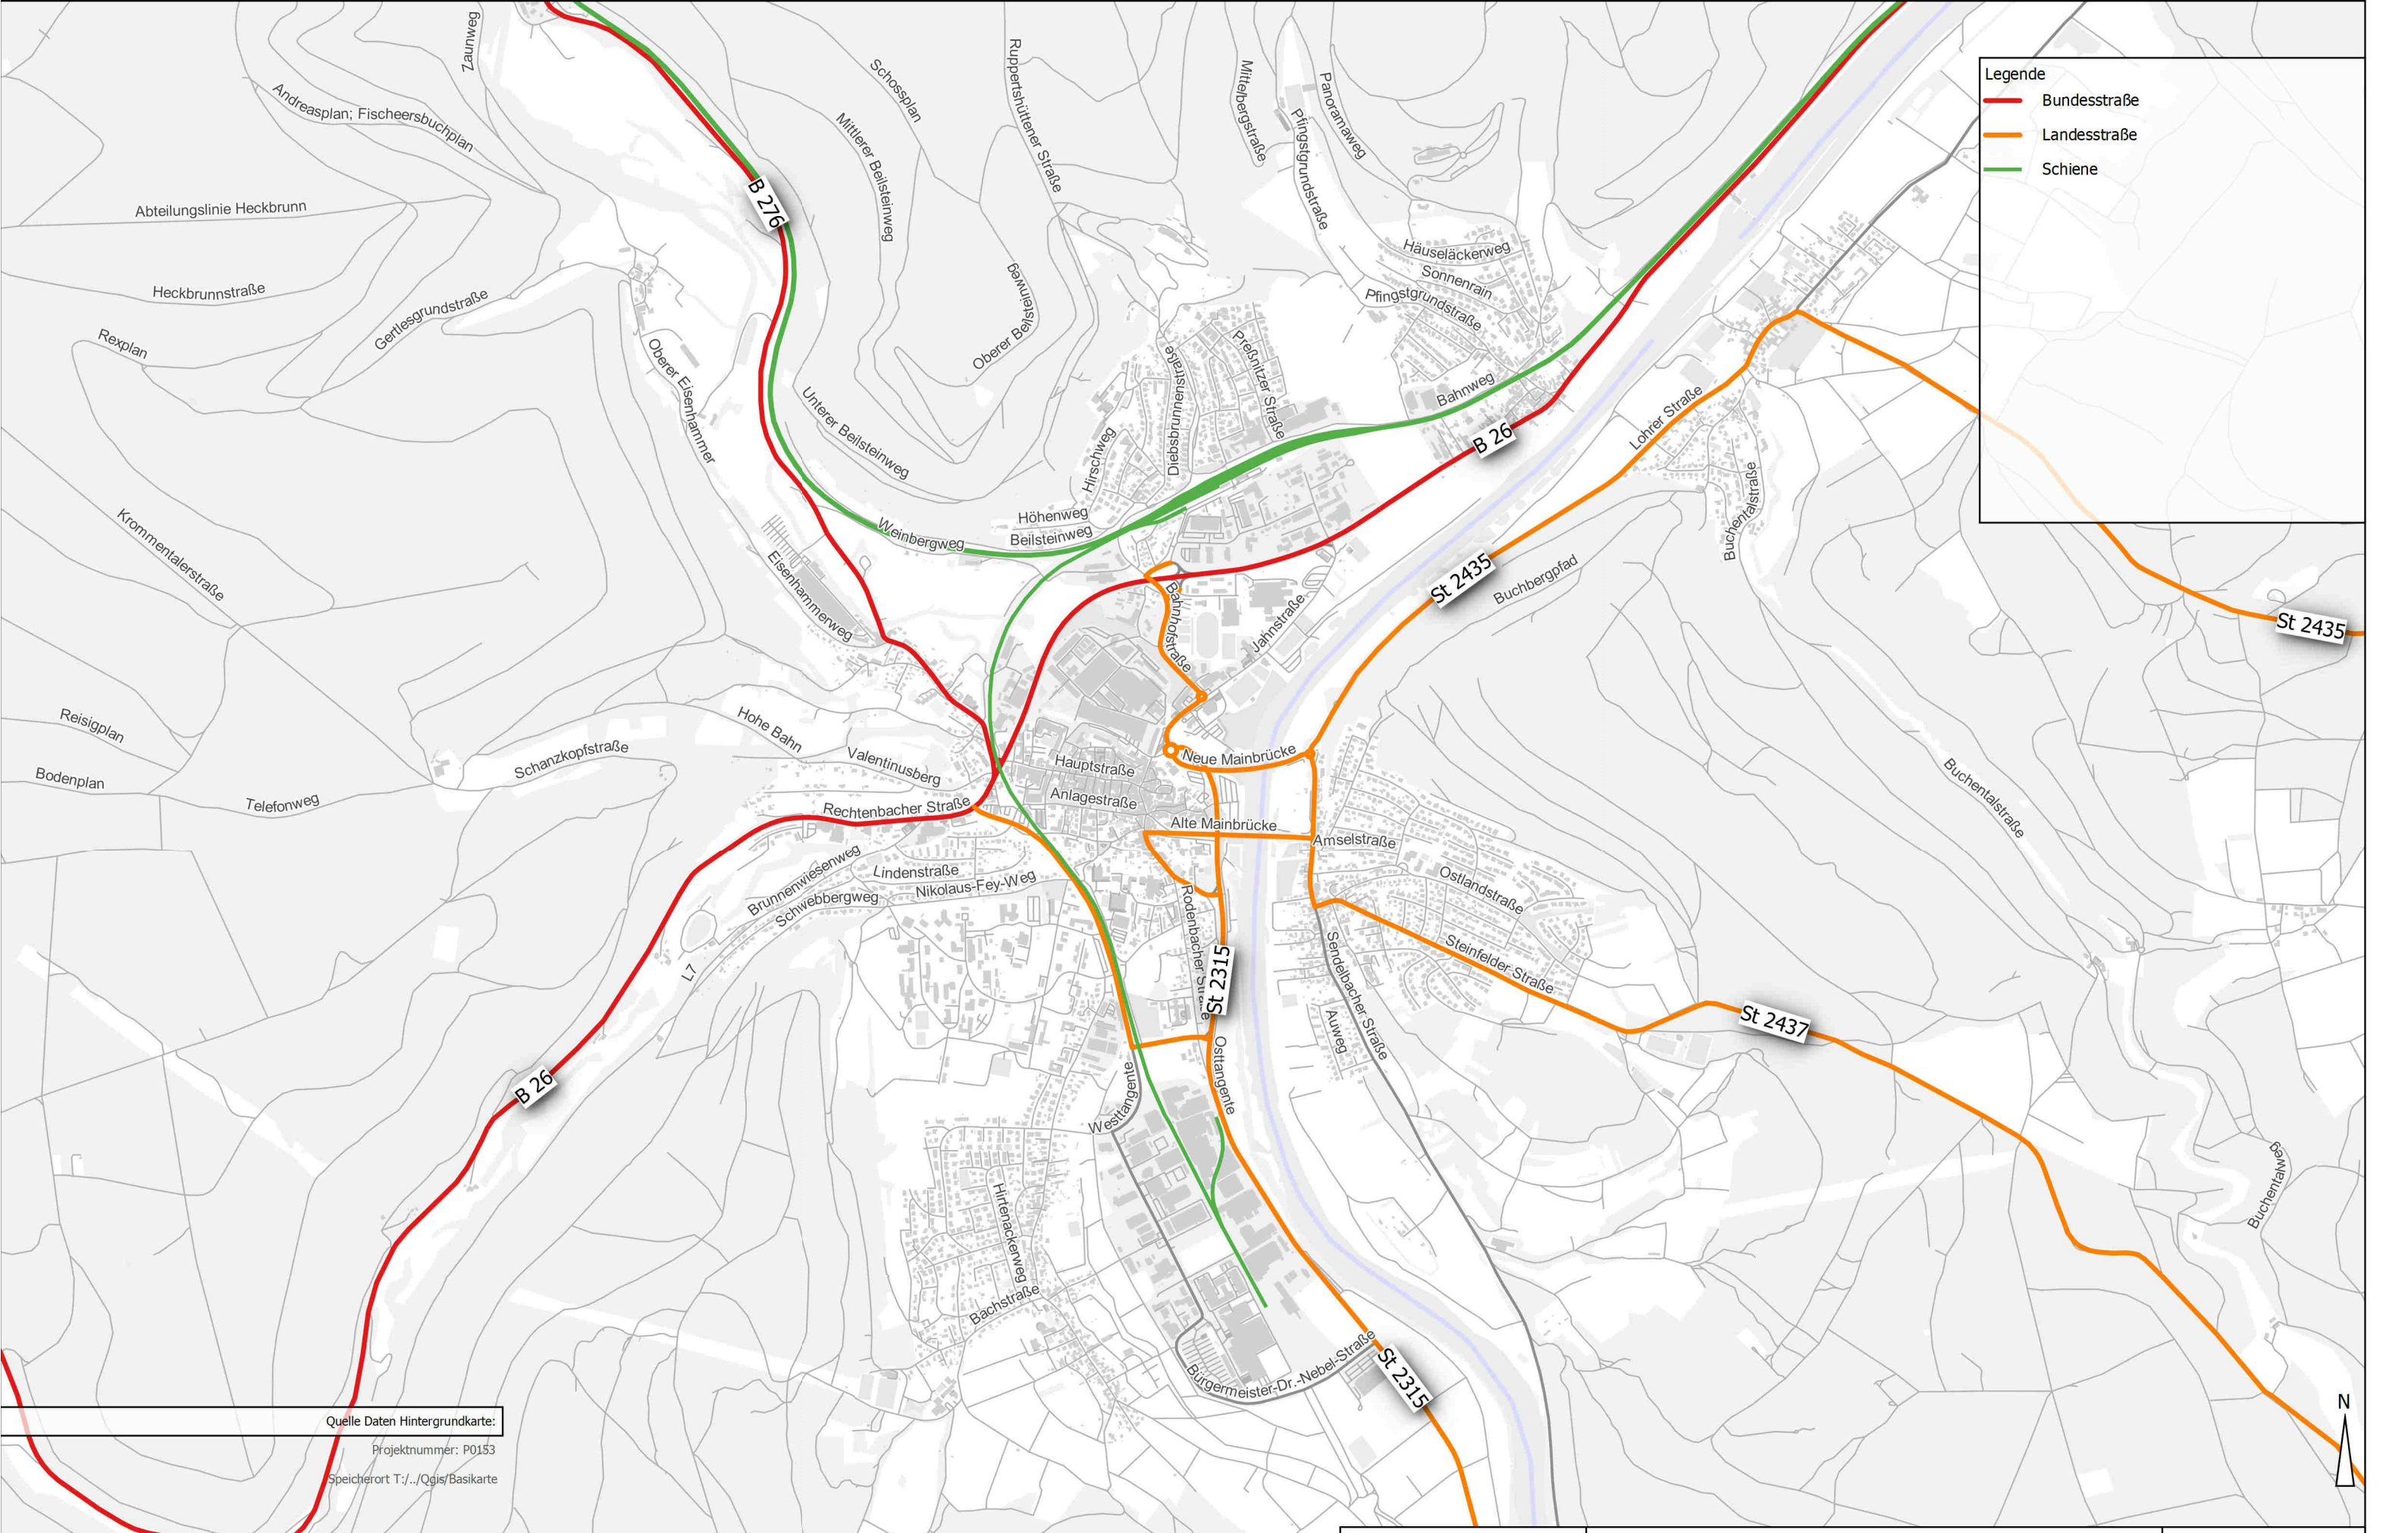 Zaunweg
Andreasplan; Fischeersbuchplan
Schossplan
Ruppertshüttener Straße
Mittelbergstraße
Panoramaweg
Pfingstgrundstraße
Mittlerer Beilsteinweg
Legende
Bundesstraße
Landesstraße
Schiene
B 276
Abteilungslinie Heckbrunn
Heckbrunnstraße
Gertlesgrundstraße
Rexplan
Oberer Eisenhammer
Oberer Beilsteinweg
Beilsteinweg
Häuseläckerweg
Sonnenrain
Pfingstgrundstraße
Preßnitzer Straße
Diebsbrunnenstraße
Hirschweg
Bahnweg
B 26
Lohrer Straße
Buchentalstraße
Unterer Beilsteinweg
Höhenweg
Beilsteinweg
Weinbergweg
Krommentalerstraße
Eisenhammerweg
Bahnhofstraße
Jahnstraße
St 2435
Buchbergpfad
St 2435
Reisigplan
Bodenplan
Telefonweg
Schanzkopfstraße
Hohe Bahn
Valentinusberg
Rechtenbacher Straße
Hauptstraße
Anlagestraße
Neue Mainbrücke
Alte Mainbrücke
Amselstraße
Buchentalstraße
Brunnenwiesenweg
Lindenstraße
Schwebbergweg
Nikolaus-Fey-Weg
Ostlandstraße
Steinfelder Straße
Rodenbacher Straße
St 2315
Sendelbacher Straße
Auweg
L7
St 2437
B 26
Osttangente
Westtangente
Buchentalweg
Hirtenackerweg
Bachstraße
Bürgermeister-Dr.-Nebel-Straße
St 2315
Quelle Daten Hintergrundkarte:
Projektnummer: P0153
Speicherort T:/../Qgis/Basikarte
N